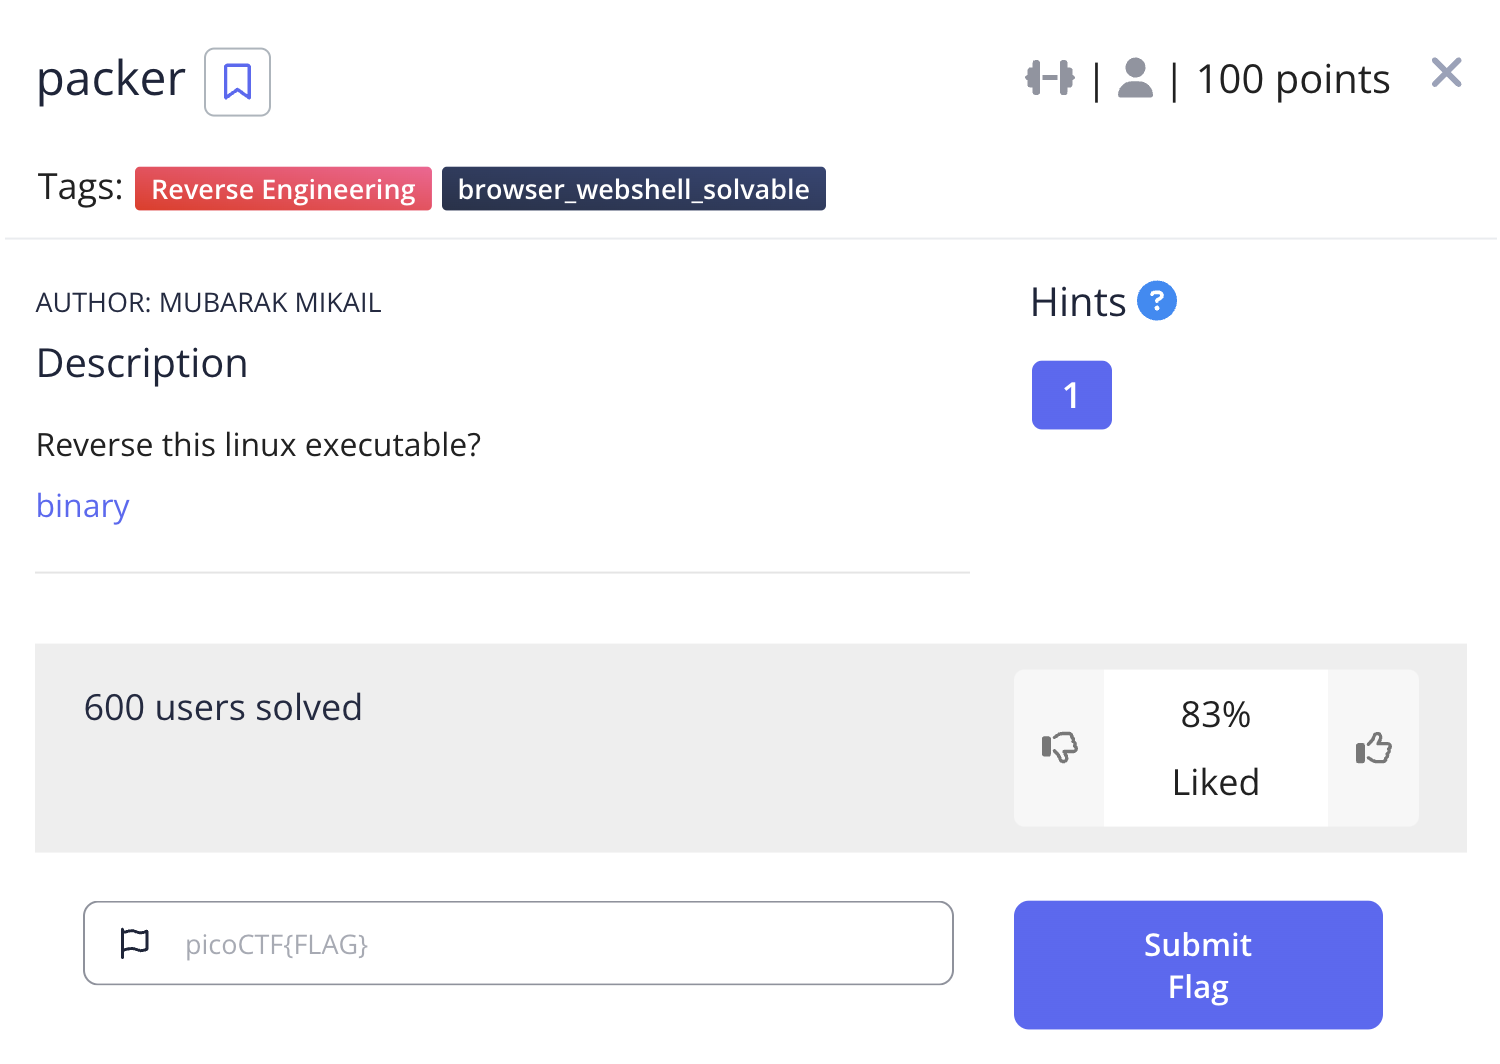 packer
| | 100 points
Tags: Reverse Engineering browser_webshell_solvable
AUTHOR: MUBARAK MIKAIL
Hints ?
Description
1
Reverse this linux executable?
binary
600 users solved
83%
Liked
picoCTF{FLAG}
Submit
Flag